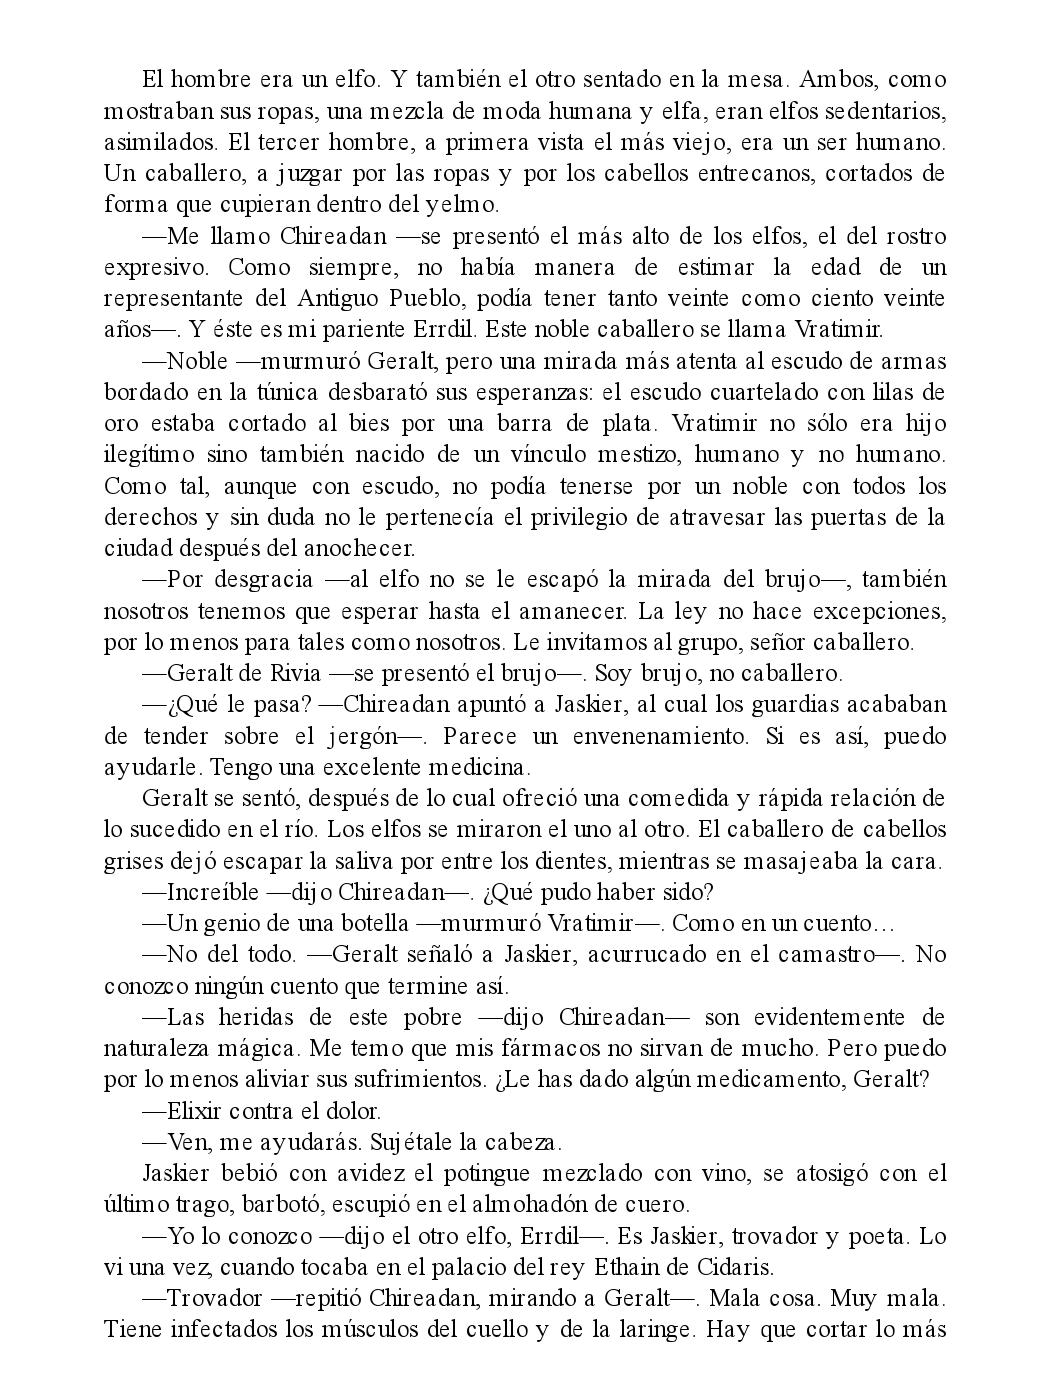 El hombre era un elfo. Y también el otro sentado en la mesa. Ambos, como
mostraban sus ropas, una mezcla de moda humana y elfa, eran elfos sedentarios,
asimilados. El tercer hombre, a primera vista el más viejo, era un ser humano.
Un caballero, a juzgar por las ropas y por los cabellos entrecanos, cortados de
forma que cupieran dentro del yelmo.
—Me llamo Chireadan —se presentó el más alto de los elfos, el del rostro
expresivo. Como siempre, no había manera de estimar la edad de un
representante del Antiguo Pueblo, podía tener tanto veinte como ciento veinte
años—. Y éste es mi pariente Errdil. Este noble caballero se llama Vratimir.
—Noble —murmuró Geralt, pero una mirada más atenta al escudo de armas
bordado en la túnica desbarató sus esperanzas: el escudo cuartelado con lilas de
oro estaba cortado al bies por una barra de plata. Vratimir no sólo era hijo
ilegítimo sino también nacido de un vínculo mestizo, humano y no humano.
Como tal, aunque con escudo, no podía tenerse por un noble con todos los
derechos y sin duda no le pertenecía el privilegio de atravesar las puertas de la
ciudad después del anochecer.
—Por desgracia —al elfo no se le escapó la mirada del brujo—, también
nosotros tenemos que esperar hasta el amanecer. La ley no hace excepciones,
por lo menos para tales como nosotros. Le invitamos al grupo, señor caballero.
—Geralt de Rivia —se presentó el brujo—. Soy brujo, no caballero.
—¿Qué le pasa? —Chireadan apuntó a Jaskier, al cual los guardias acababan
de tender sobre el jergón—. Parece un envenenamiento. Si es así, puedo
ayudarle. Tengo una excelente medicina.
Geralt se sentó, después de lo cual ofreció una comedida y rápida relación de
lo sucedido en el río. Los elfos se miraron el uno al otro. El caballero de cabellos
grises dejó escapar la saliva por entre los dientes, mientras se masajeaba la cara.
—Increíble —dijo Chireadan—. ¿Qué pudo haber sido?
—Un genio de una botella —murmuró Vratimir—. Como en un cuento…
—No del todo. —Geralt señaló a Jaskier, acurrucado en el camastro—. No
conozco ningún cuento que termine así.
—Las heridas de este pobre —dijo Chireadan— son evidentemente de
naturaleza mágica. Me temo que mis fármacos no sirvan de mucho. Pero puedo
por lo menos aliviar sus sufrimientos. ¿Le has dado algún medicamento, Geralt?
—Elixir contra el dolor.
—Ven, me ayudarás. Sujétale la cabeza.
Jaskier bebió con avidez el potingue mezclado con vino, se atosigó con el
último trago, barbotó, escupió en el almohadón de cuero.
—Yo lo conozco —dijo el otro elfo, Errdil—. Es Jaskier, trovador y poeta. Lo
vi una vez, cuando tocaba en el palacio del rey Ethain de Cidaris.
—Trovador —repitió Chireadan, mirando a Geralt—. Mala cosa. Muy mala.
Tiene infectados los músculos del cuello y de la laringe. Hay que cortar lo más